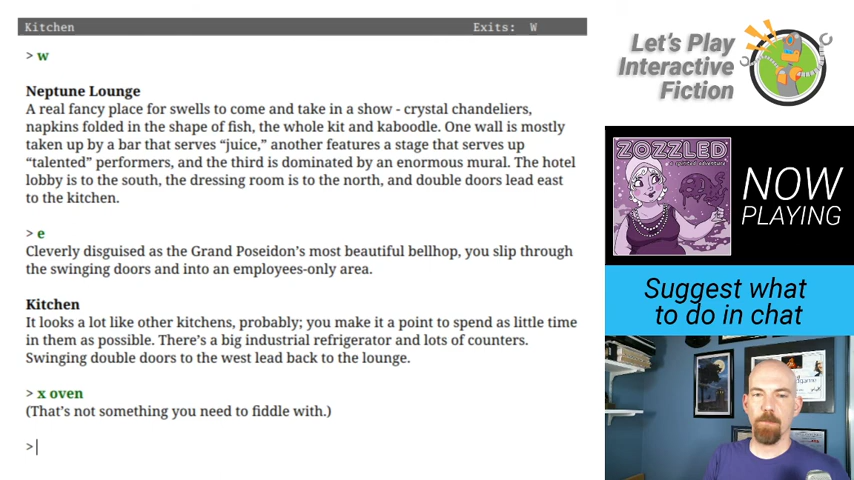 Kitchen Exits: W
> w
Neptune Lounge
A real fancy place for swells to come and take in a show - crystal chandeliers,
napkins folded in the shape of fish, the whole kit and kaboodle. One wall is mostly
taken up by a bar that serves “juice,” another features a stage that serves up
“talented” performers, and the third is dominated by an enormous mural. The hotel
lobby is to the south, the dressing room is to the north, and double doors lead east
to the kitchen.
> e
Cleverly disguised as the Grand Poseidon’s most beautiful bellhop, you slip through
the swinging doors and into an employees-only area.
Kitchen
It looks a lot like other kitchens, probably; you make it a point to spend as little time
in them as possible. There’s a big industrial refrigerator and lots of counters.
Swinging double doors to the west lead back to the lounge.
> x oven
(That’s not something you need to fiddle with.)
>
Let’s Play
Interactive
Fiction
ZOZZLED
a spirited adventure
NOW
PLAYING
Suggest what
to do in chat